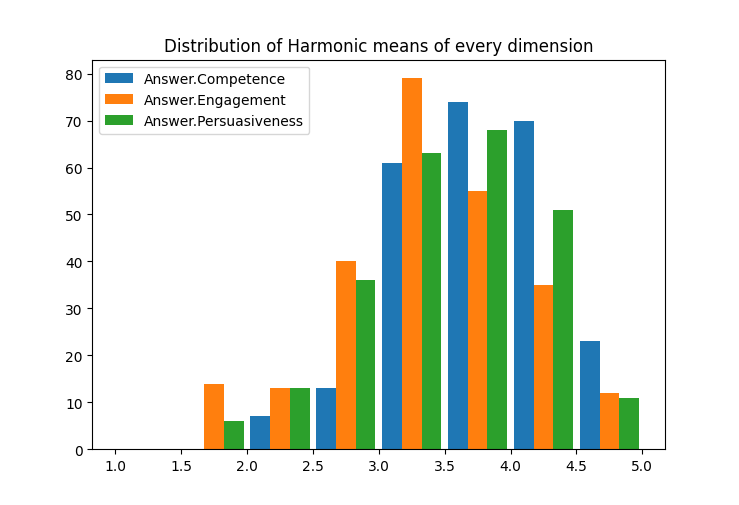 Distribution of Harmonic means of every dimension
Answer.Competence
Answer.Engagement
Answer.Persuasiveness
80
70
60
50
40
30
20
10
0
1.0 1.5 2.0 2.5 3.0 3.5 4.0 4.5 5.0